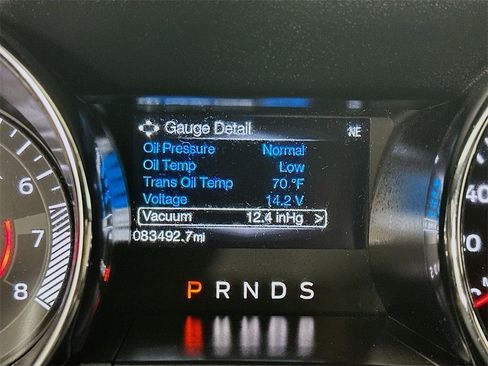 Gauge Detail NE
Oil Pressure Normal
Oil Temp Low
Trans Oil Temp 70 °F
Voltage 14.2 V
Vacuum 12.4 inHg >
083492.7mi
P R N D S
6
7
8